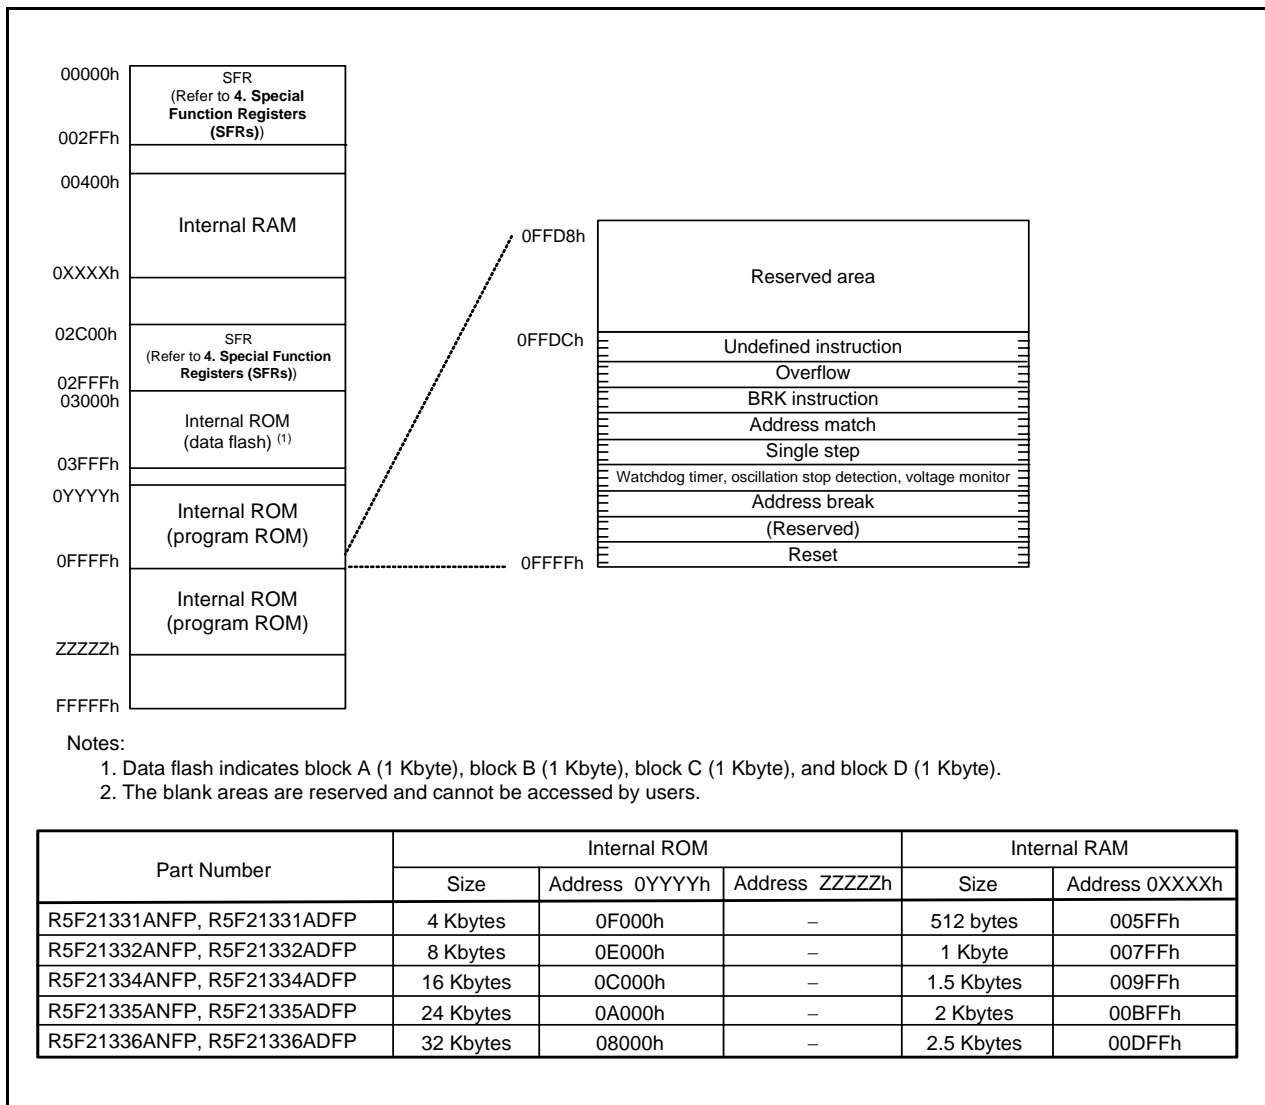 00000h
SFR
(Refer to 4. Special
Function Registers
(SFRs))
002FFh
00400h
Internal RAM
0XXXXh
02C00h
SFR
(Refer to 4. Special Function
Registers (SFRs))
02FFFh
03000h
Internal ROM
(data flash) (1)
03FFFh
0YYYYh
Internal ROM
(program ROM)
0FFFFh
Internal ROM
(program ROM)
ZZZZZh
FFFFFh
0FFD8h
Reserved area
0FFDCh
Undefined instruction
Overflow
BRK instruction
Address match
Single step
Watchdog timer, oscillation stop detection, voltage monitor
Address break
(Reserved)
Reset
0FFFFh
Notes:
1. Data flash indicates block A (1 Kbyte), block B (1 Kbyte), block C (1 Kbyte), and block D (1 Kbyte).
2. The blank areas are reserved and cannot be accessed by users.
Part Number Internal ROM Internal RAM
Size Address 0YYYYh Address ZZZZZh Size Address 0XXXXh
R5F21331ANFP, R5F21331ADFP 4 Kbytes 0F000h – 512 bytes 005FFh
R5F21332ANFP, R5F21332ADFP 8 Kbytes 0E000h – 1 Kbyte 007FFh
R5F21334ANFP, R5F21334ADFP 16 Kbytes 0C000h – 1.5 Kbytes 009FFh
R5F21335ANFP, R5F21335ADFP 24 Kbytes 0A000h – 2 Kbytes 00BFFh
R5F21336ANFP, R5F21336ADFP 32 Kbytes 08000h – 2.5 Kbytes 00DFFh